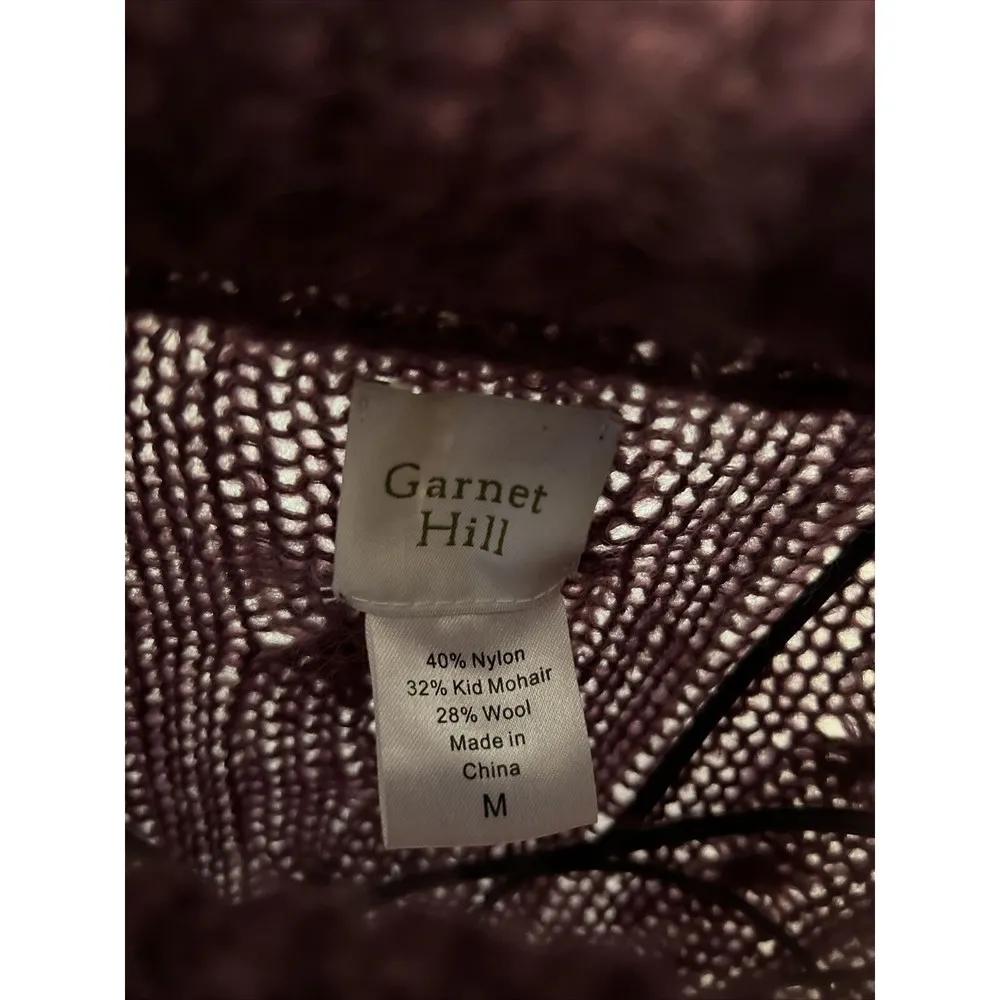 Garnet
Hill
40% Nylon
32% Kid Mohair
28% Wool
Made in
China
M